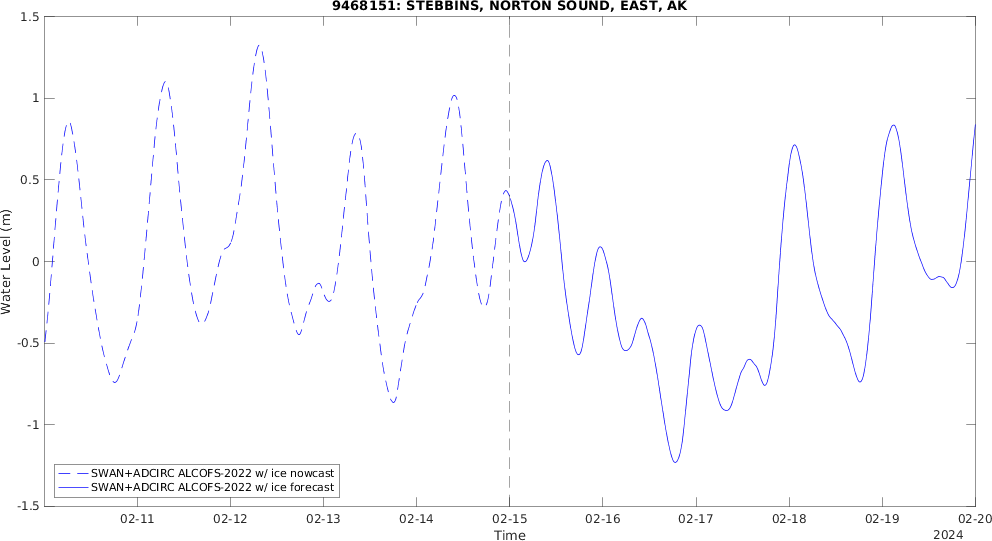 9468151: STEBBINS, NORTON SOUND, EAST, AK
1.5
1
0.5
0
-0.5
-1
-1.5
Water Level (m)
SWAN+ADCIRC ALCOFS-2022 w/ ice nowcast
SWAN+ADCIRC ALCOFS-2022 w/ ice forecast
02-11 02-12 02-13 02-14 02-15 02-16 02-17 02-18 02-19 02-20
Time
2024